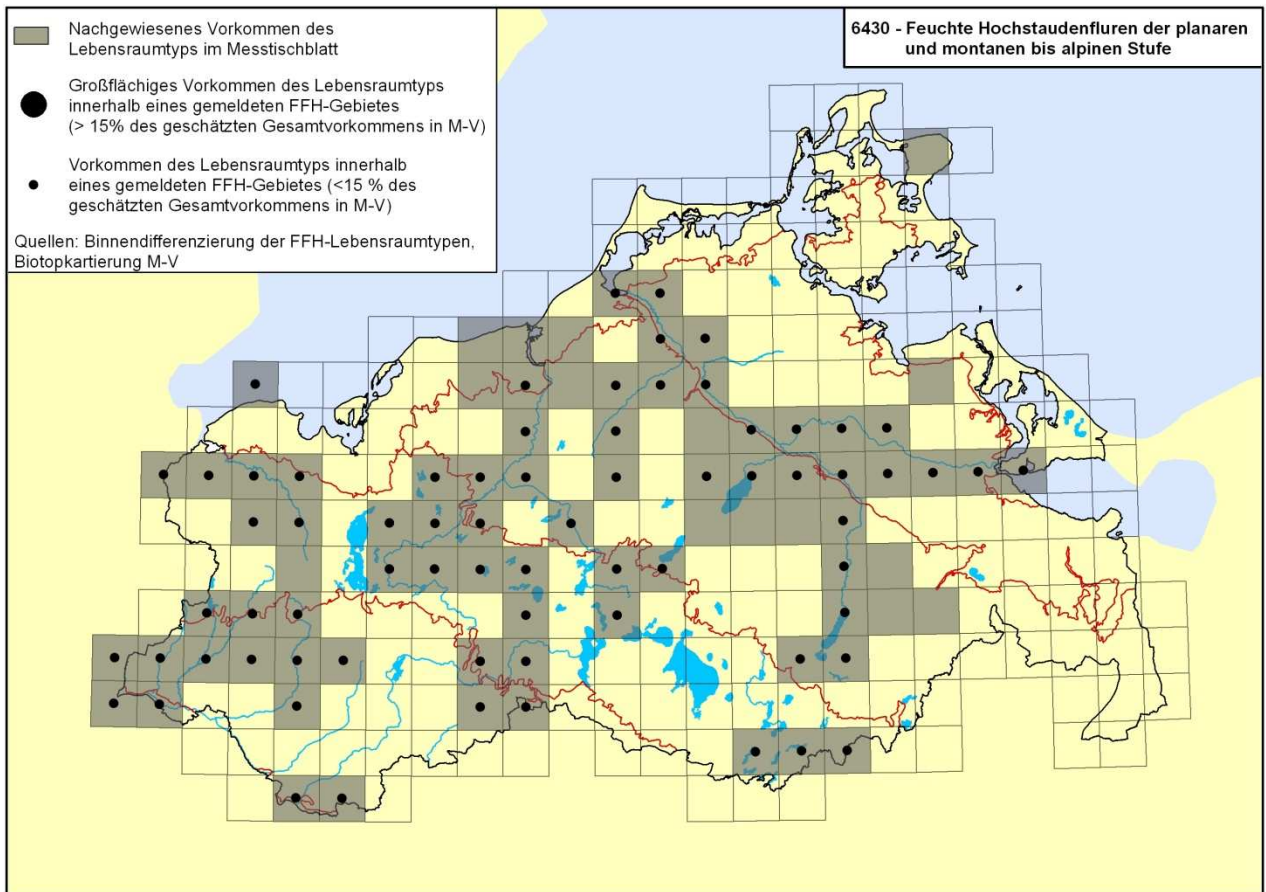 Nachgewiesenes Vorkommen des
Lebensraumtyps im Messtischblatt
Großflächiges Vorkommen des Lebensraumtyps
innerhalb eines gemeldeten FFH-Gebietes
(> 15% des geschätzten Gesamtvorkommens in M-V)
Vorkommen des Lebensraumtyps innerhalb
eines gemeldeten FFH-Gebietes (<15 % des
geschätzten Gesamtvorkommens in M-V)
Quellen: Binnendifferenzierung der FFH-Lebensraumtypen,
Biotopkartierung M-V
6430 - Feuchte Hochstaudenfluren der planaren
und montanen bis alpinen Stufe